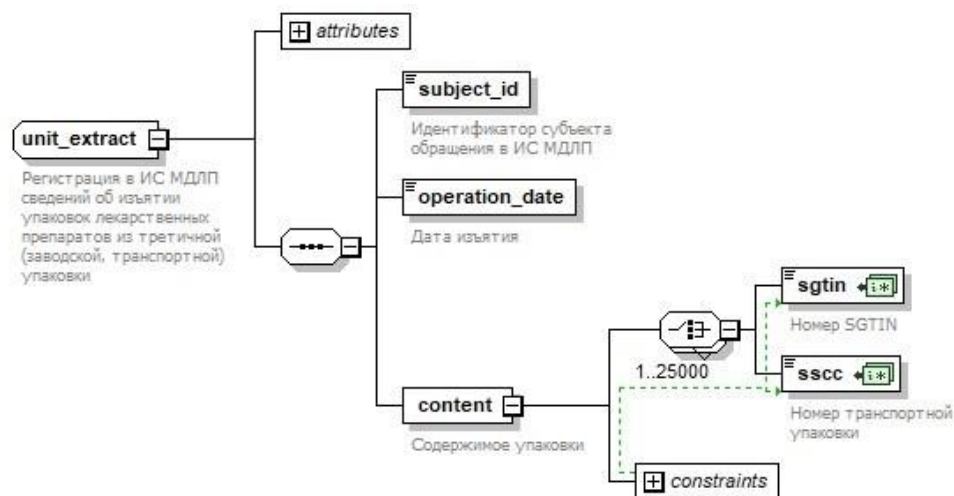 attributes
subject_id
Идентификатор субъекта
обращения в ИС МДЛП
unit_extract
Регистрация в ИС МДЛП
сведений об изъятии
упаковок лекарственных
препаратов из третичной
(заводской, транспортной)
упаковки
operation_date
Дата изъятия
sgtin
Номер SGTIN
1..25000
sscc
Номер транспортной
упаковки
content
Содержимое упаковки
constraints